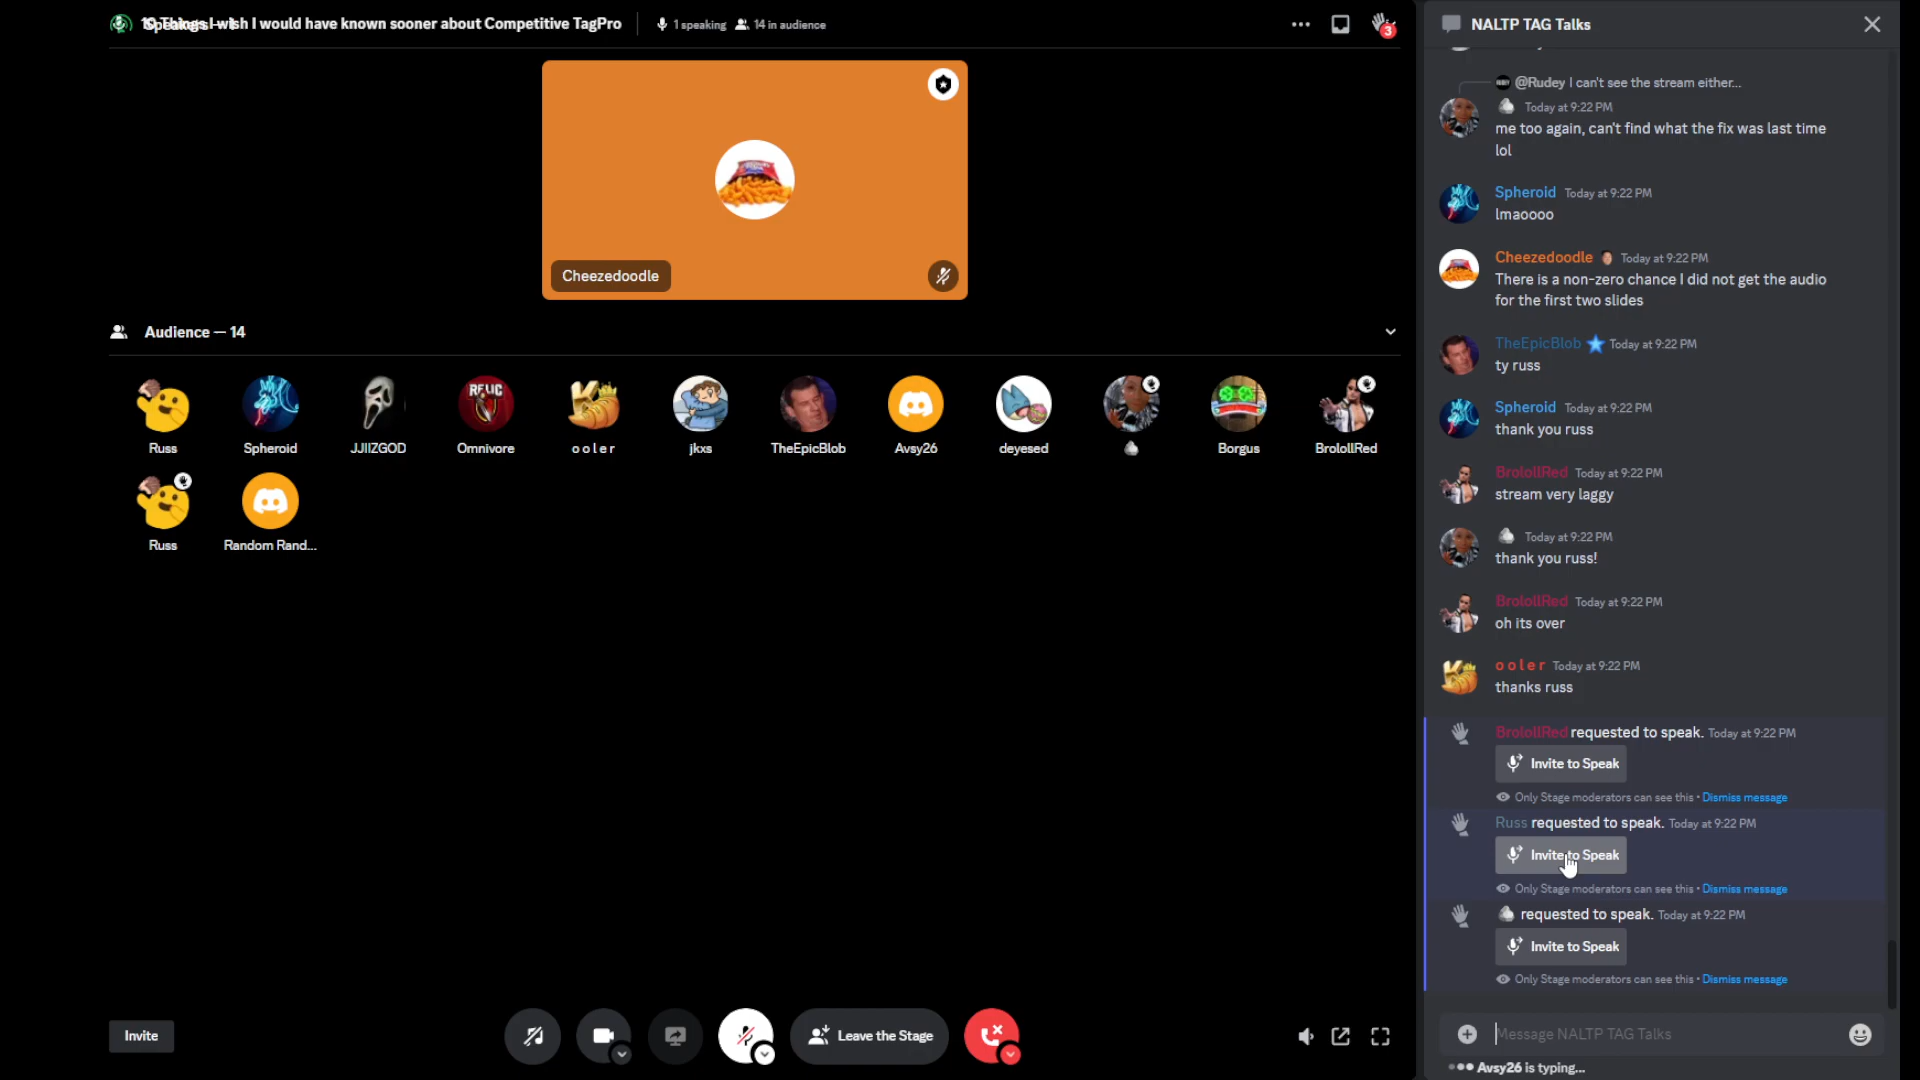 10 Things I wish I would have known sooner about Competitive TagPro
1 speaking 14 in audience
3
Cheezedoodle
Audience — 14
RELIC
Russ
Spheroid
JJIIZGOD
Omnivore
o o l e r
jkxs
TheEpicBlob
Avsy26
deyesed
Borgus
BrolollRed
Russ
Random Rand...
Invite
Leave the Stage
NALTP TAG Talks
@Rudey I can't see the stream either...
Today at 9:22 PM
me too again, can't find what the fix was last time
lol
Spheroid Today at 9:22 PM
lmaoooo
Cheezedoodle Today at 9:22 PM
There is a non-zero chance I did not get the audio
for the first two slides
TheEpicBlob Today at 9:22 PM
ty russ
Spheroid Today at 9:22 PM
thank you russ
BrolollRed Today at 9:22 PM
stream very laggy
Today at 9:22 PM
thank you russ!
BrolollRed Today at 9:22 PM
oh its over
o o l e r Today at 9:22 PM
thanks russ
BrolollRed requested to speak. Today at 9:22 PM
Invite to Speak
Only Stage moderators can see this • Dismiss message
Russ requested to speak. Today at 9:22 PM
Invite to Speak
Only Stage moderators can see this • Dismiss message
requested to speak. Today at 9:22 PM
Invite to Speak
Only Stage moderators can see this • Dismiss message
Message NALTP TAG Talks
Avsy26 is typing...